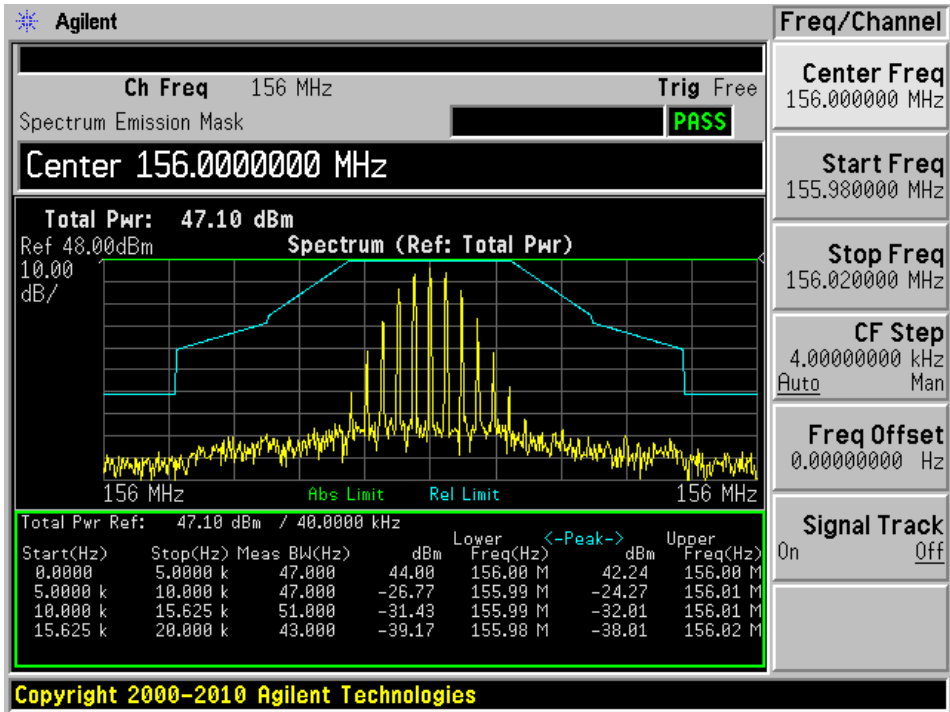 Agilent
Freq/Channel
Ch Freq 156 MHz Trig Free
Spectrum Emission Mask PASS
Center 156.0000000 MHz
Total Pwr: 47.10 dBm
Ref 48.00dBm Spectrum (Ref: Total Pwr)
10.00
dB/
156 MHz Abs Limit Rel Limit 156 MHz
Total Pwr Ref: 47.10 dBm / 40.0000 kHz
Lower <-Peak-> Upper
Start(Hz) Stop(Hz) Meas BW(Hz) dBm Freq(Hz) dBm Freq(Hz)
0.0000 5.0000 k 47.000 44.00 156.00 M 42.24 156.00 M
5.0000 k 10.000 k 47.000 -26.77 155.99 M -24.27 156.01 M
10.000 k 15.625 k 51.000 -31.43 155.99 M -32.01 156.01 M
15.625 k 20.000 k 43.000 -39.17 155.98 M -38.01 156.02 M
Center Freq
156.000000 MHz
Start Freq
155.980000 MHz
Stop Freq
156.020000 MHz
CF Step
4.00000000 kHz
Auto Man
Freq Offset
0.00000000 Hz
Signal Track
On Off
Copyright 2000-2010 Agilent Technologies